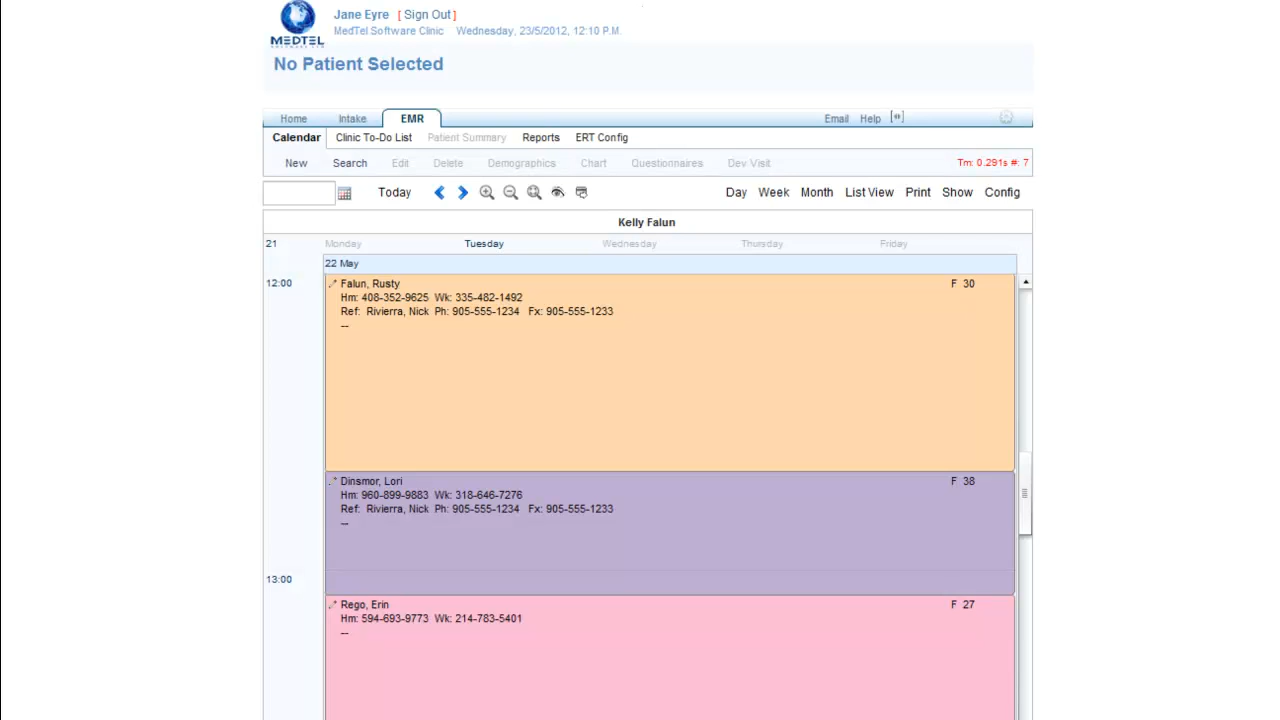 Jane Eyre [ Sign Out ]
MEDTEL
MedTel Software Clinic Wednesday, 23/5/2012, 12:10 P.M.
No Patient Selected
Home Intake EMR Email Help
Calendar Clinic To-Do List Patient Summary Reports ERT Config
New Search Edit Delete Demographics Chart Questionnaires Dev Visit Tm: 0.291s #: 7
Today Day Week Month List View Print Show Config
Kelly Falun
21 Monday Tuesday Wednesday Thursday Friday
22 May
12:00 Falun, Rusty F 30
Hm: 408-352-9625 Wk: 335-482-1492
Ref: Rivierra, Nick Ph: 905-555-1234 Fx: 905-555-1233
--
Dinsmor, Lori F 38
Hm: 960-899-9883 Wk: 318-646-7276
Ref: Rivierra, Nick Ph: 905-555-1234 Fx: 905-555-1233
--
13:00
Rego, Erin F 27
Hm: 594-693-9773 Wk: 214-783-5401
--